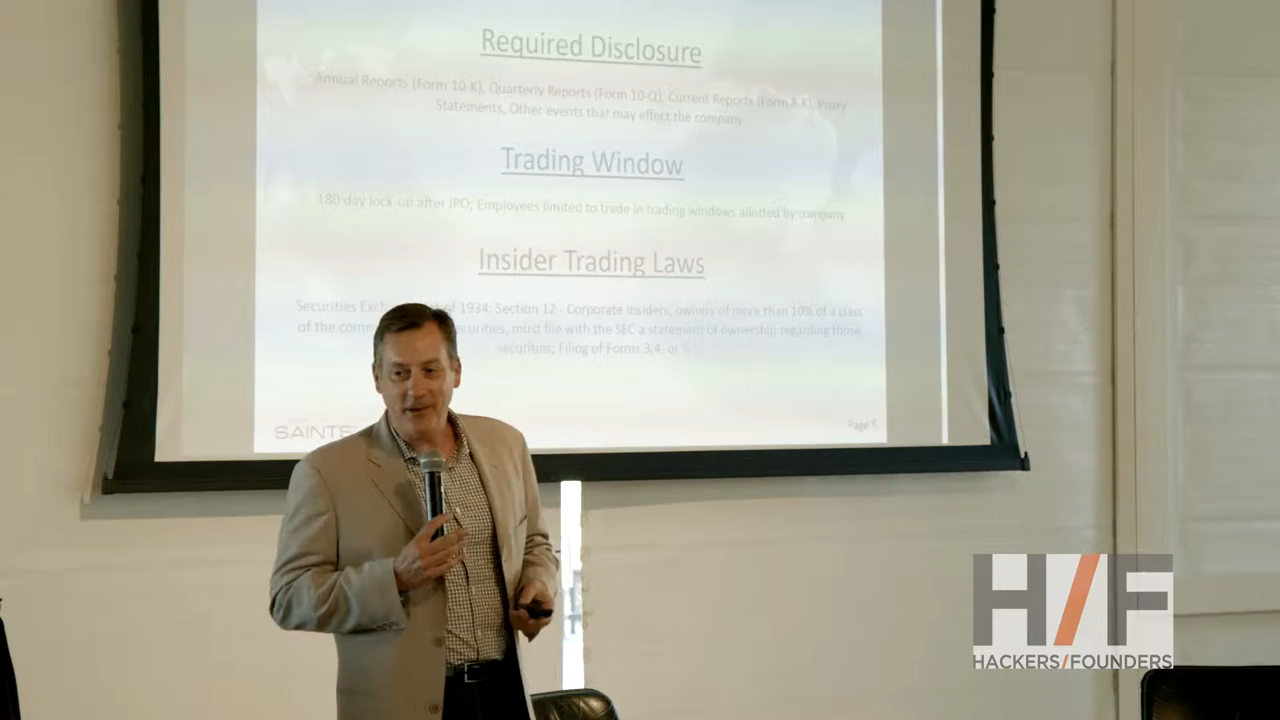 Required Disclosure
Annual Reports (Form 10-K), Quarterly Reports (Form 10-Q), Current Reports (Form 8-K), Proxy
Statements, Other events that may effect the company
Trading Window
180 day lock-up after IPO; Employees limited to trade in trading windows allotted by company
Insider Trading Laws
Securities of 1934: Section 12 - Corporate insiders, owners of more than 10% of a class
of the must file with the SEC a statement of ownership regarding those
securities; Filing of Forms 3,4, or 5
Page 5
H/F
HACKERS/FOUNDERS